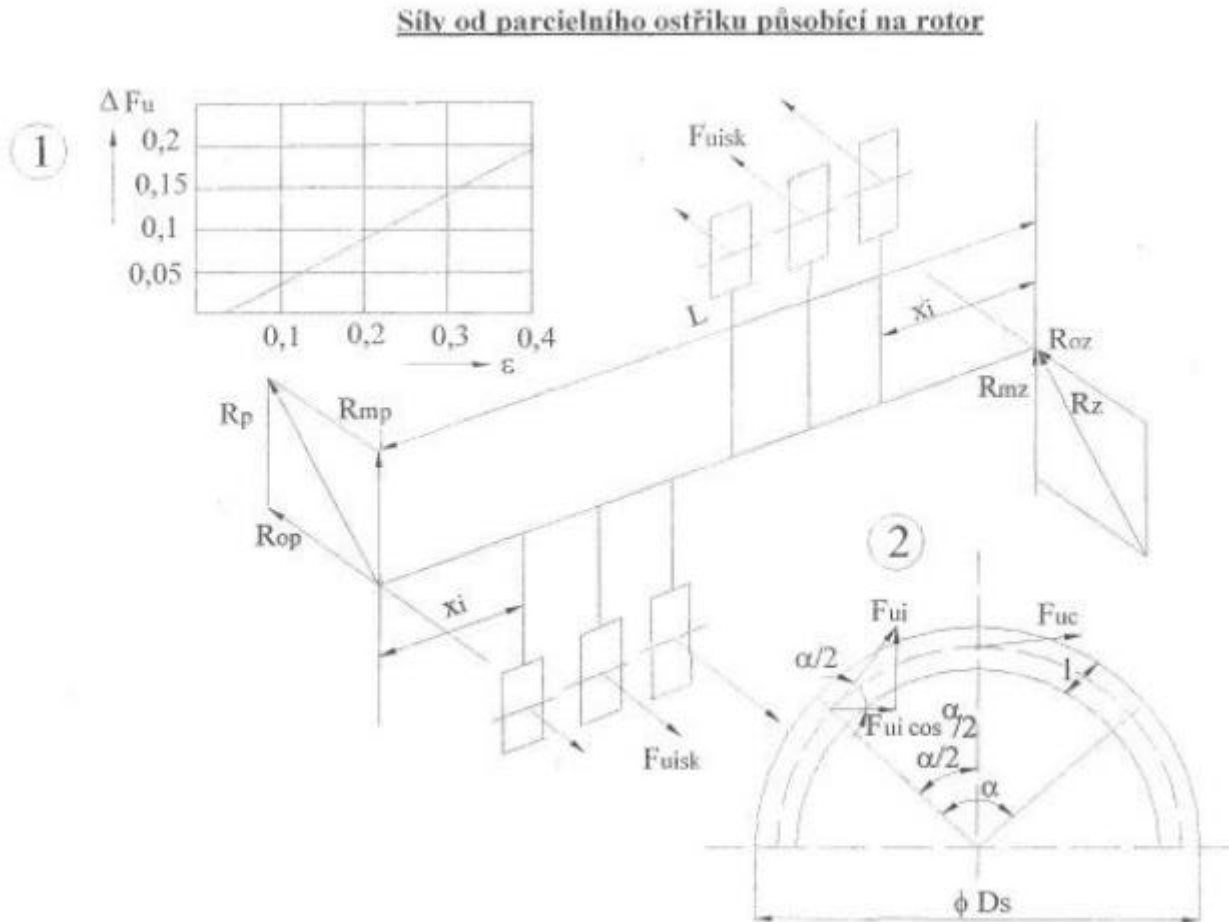 Síly od parcielního ostřiku působící na rotor
1
Δ Fu
0,2
0,15
0,1
0,05
0,1 0,2 0,3 0,4
ε
Fuisk
L
xi
Roz
Rmz
Rz
Rp
Rmp
Rop
xi
Fuisk
2
Fui
Fuc
α/2
l
Fui cos α/2
α/2
α
ϕ Ds